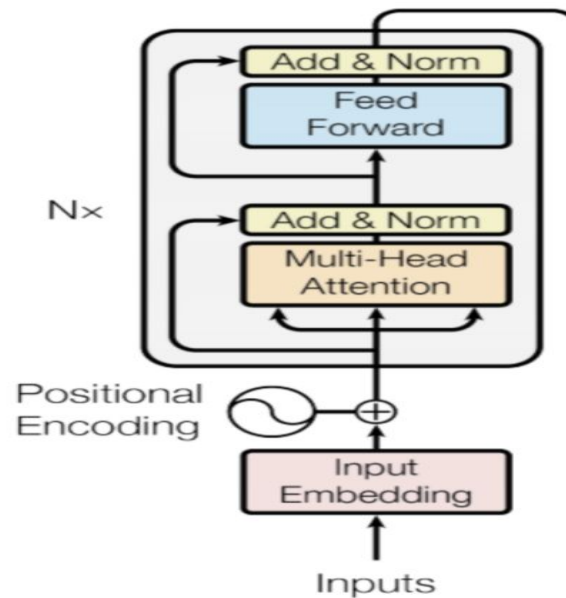 Add & Norm
Feed
Forward
Nx
Add & Norm
Multi-Head
Attention
Positional
Encoding
Input
Embedding
Inputs